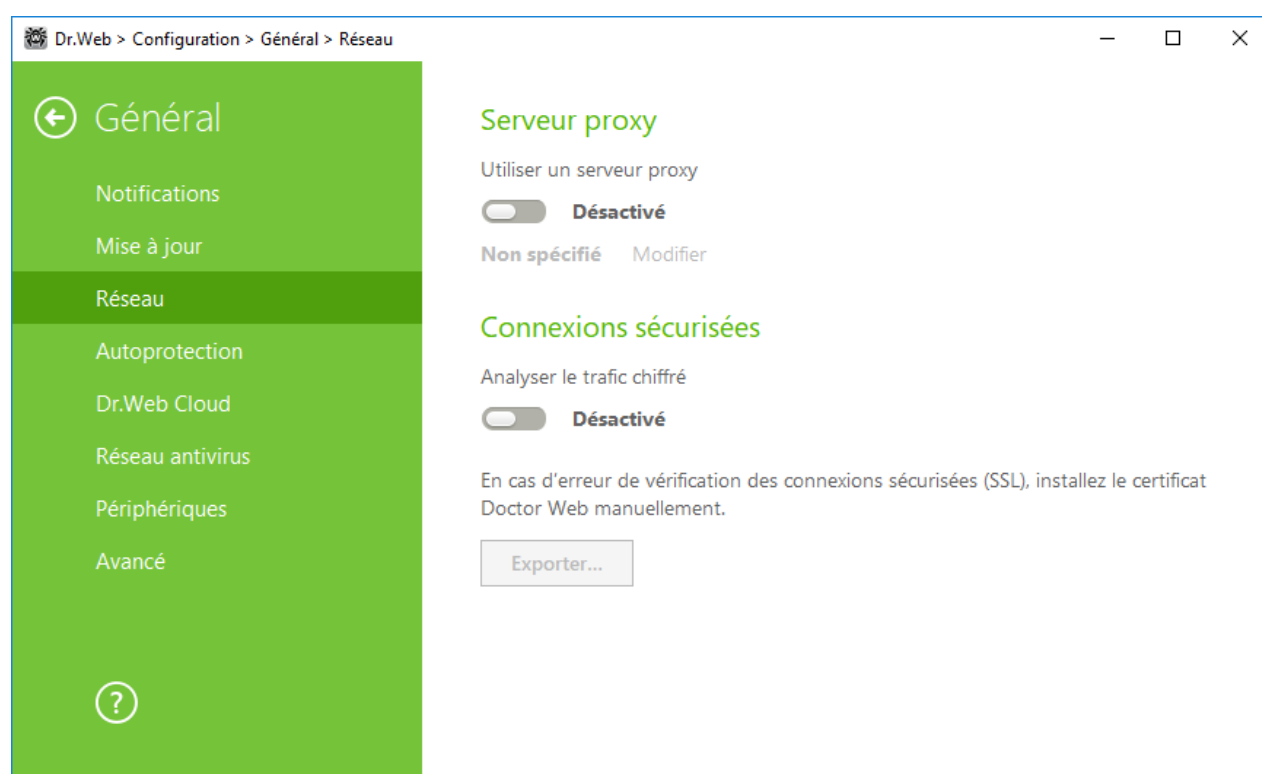 Dr.Web > Configuration > Général > Réseau
Général
Notifications
Mise à jour
Réseau
Autoprotection
Dr.Web Cloud
Réseau antivirus
Périphériques
Avancé
?
Serveur proxy
Utiliser un serveur proxy
Désactivé
Non spécifié Modifier
Connexions sécurisées
Analyser le trafic chiffré
Désactivé
En cas d'erreur de vérification des connexions sécurisées (SSL), installez le certificat
Doctor Web manuellement.
Exporter...